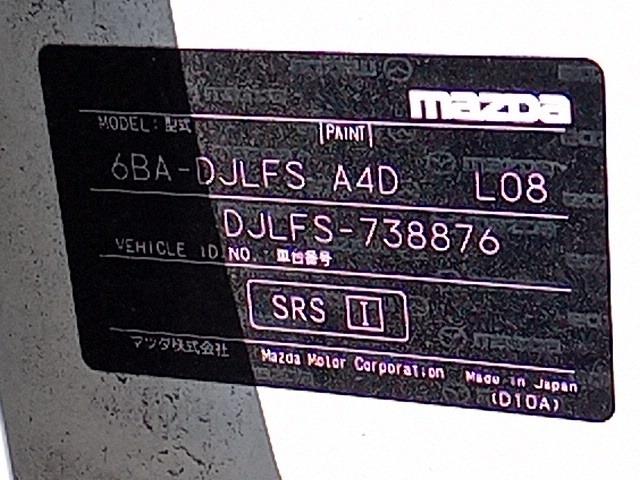 mazda
MODEL:型式 PAINT
6BA-DJLFS A4D L08
DJLFS-738876
VEHICLE ID NO.・車台番号
SRS I
マツダ株式会社 Mazda Motor Corporation Made in Japan
(D10A)